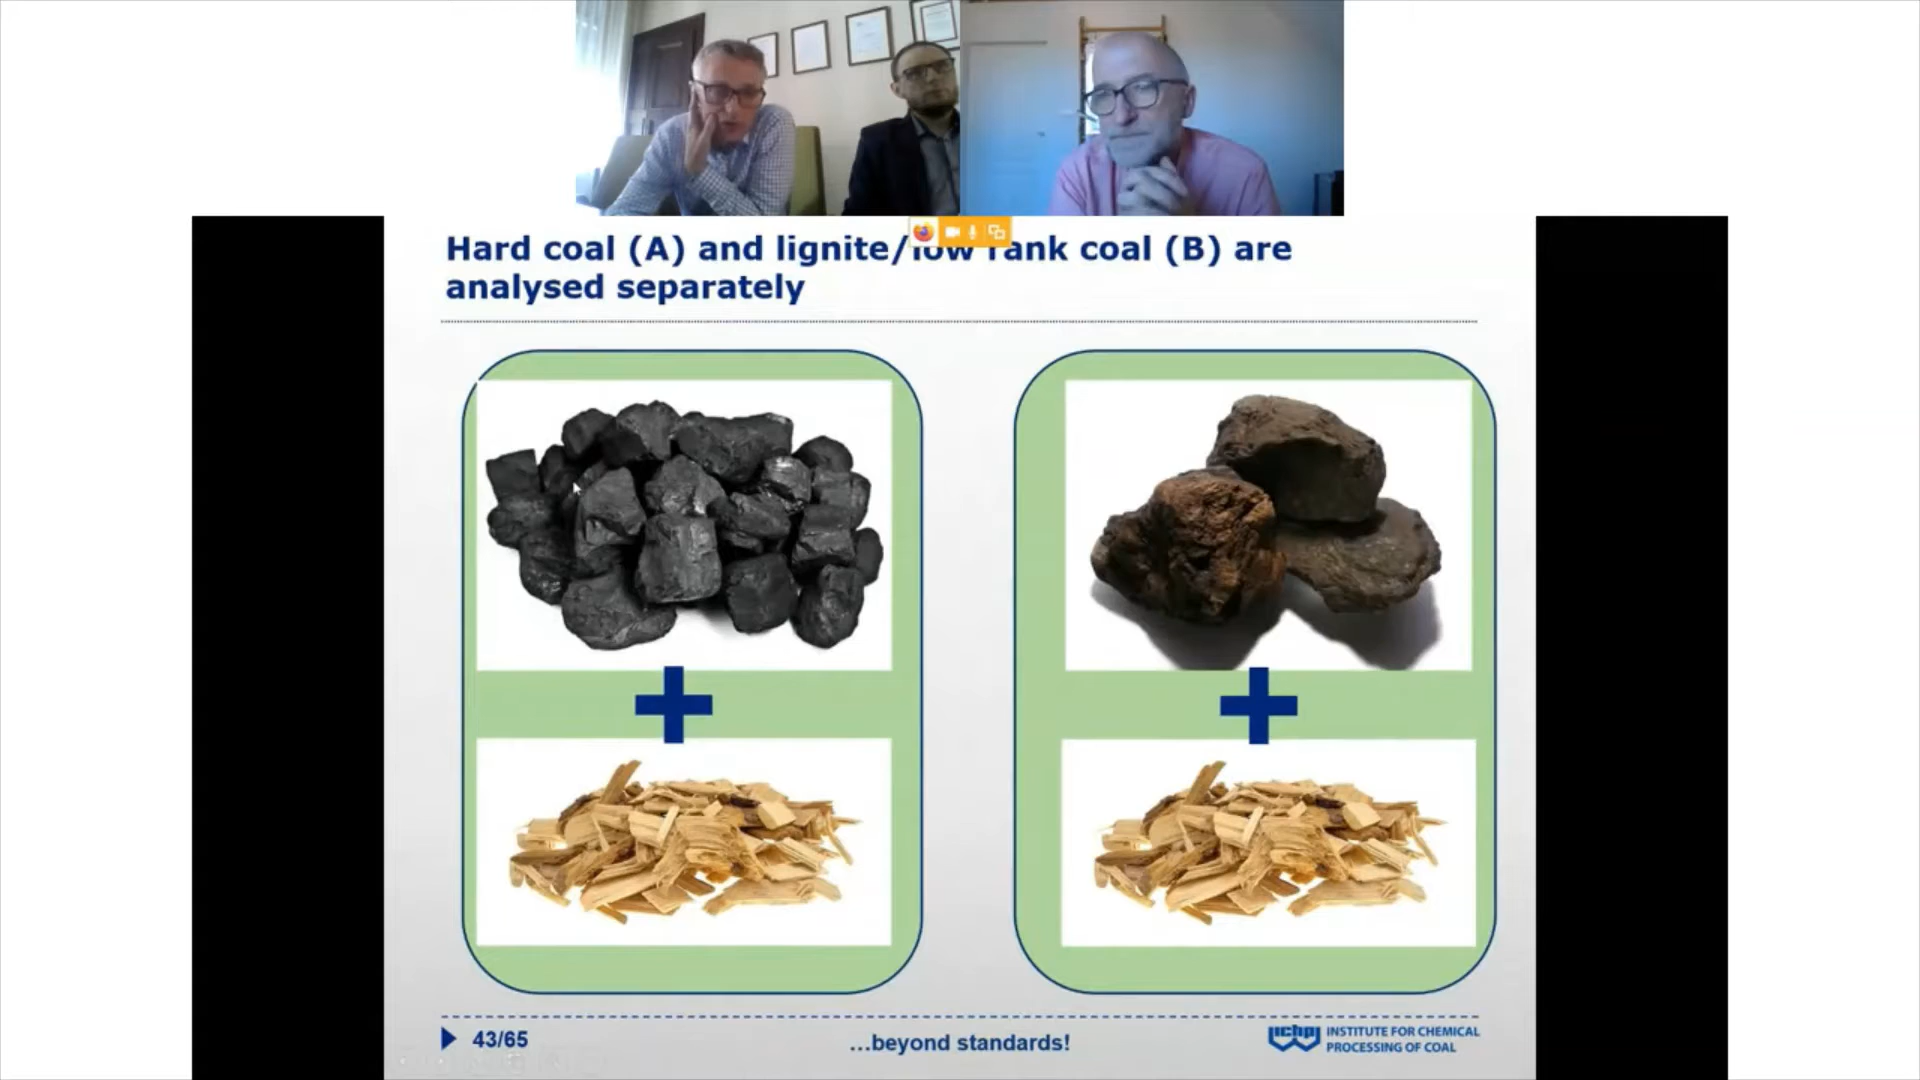 Hard coal (A) and lignite/low rank coal (B) are
analysed separately
43/65
...beyond standards!
ichpw
INSTITUTE FOR CHEMICAL
PROCESSING OF COAL